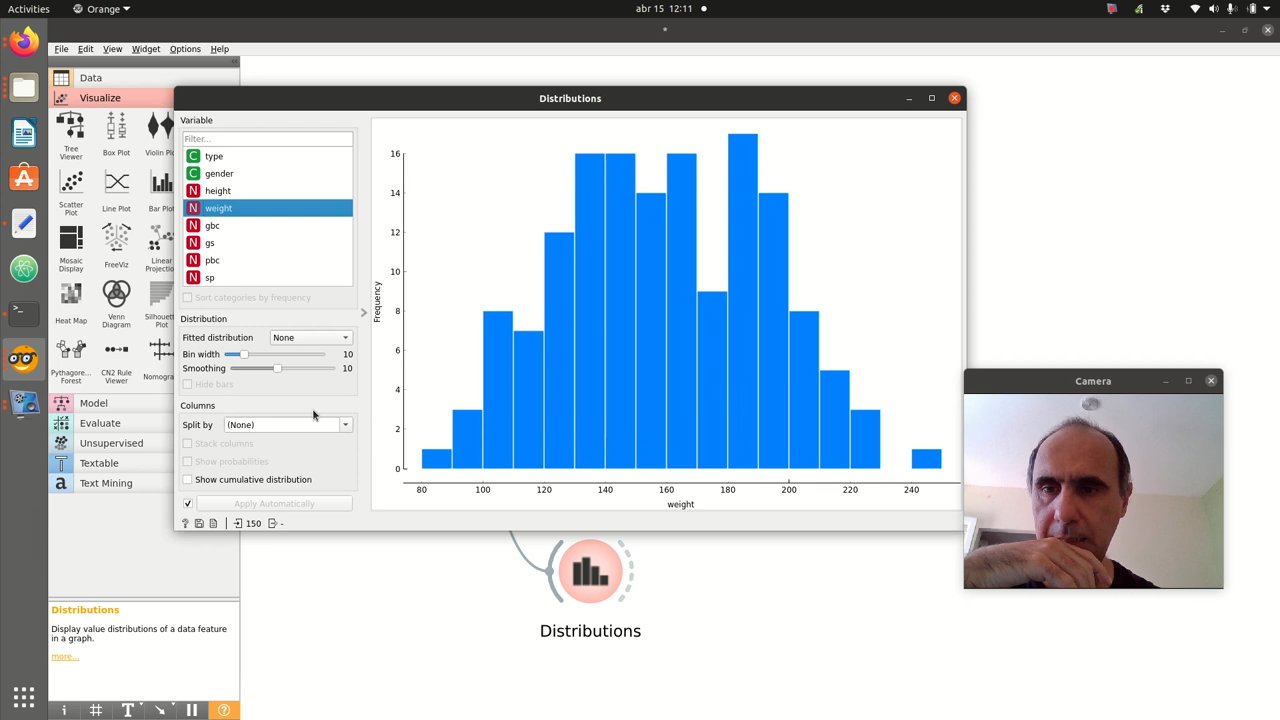 Activities Orange abr 15 12:11
File Edit View Widget Options Help
Data
Visualize
Tree Viewer Box Plot Violin
Scatter Plot Line Plot Bar
Mosaic Display FreeViz Linear
Heat Map Venn Diagram Plot
Pythagore... Forest CN2 Rule Viewer
Model
Evaluate
Unsupervised
T Textable
a Text Mining
Distributions
Display value distributions of a data feature
in a graph.
more...
Distributions
Variable
Filter...
C type
C gender
N height
N weight
N gbc
N gs
N pbc
N sp
Sort categories by frequency
Distribution
Fitted distribution None
Bin width 10
Smoothing 10
Hide bars
Columns
Split by (None)
Stack columns
Show probabilities
Show cumulative distribution
Apply Automatically
? 150 -
Frequency
16
14
12
10
8
6
4
2
0
80 100 120 140 160 180 200 220 240
weight
Camera
Distributions